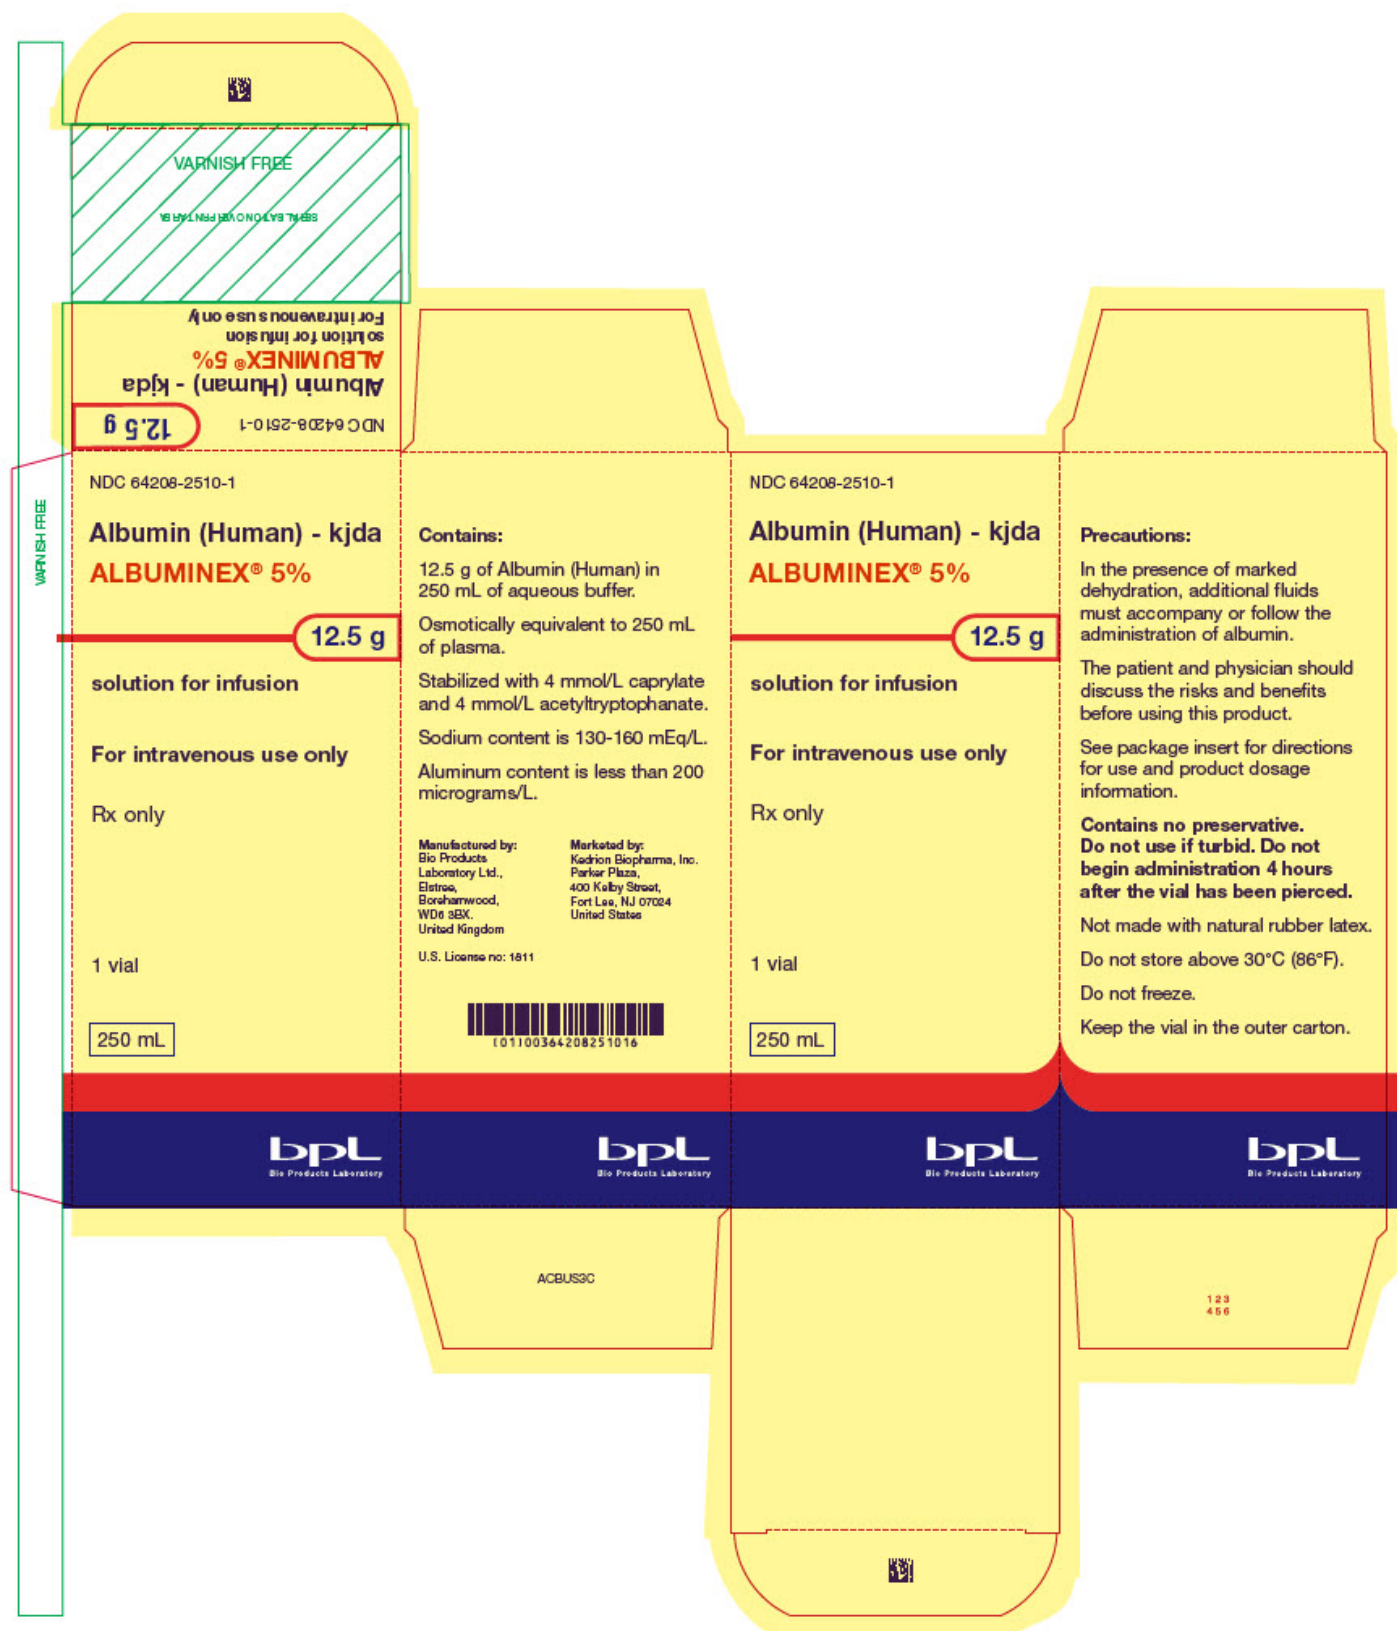 VARNISH FREE
SERIALISATION OVERPRINT AREA
For intravenous use only
solution for infusion
ALBUMINEX® 5%
Albumin (Human) - kjda
12.5 g
NDC 64208-2510-1
VARNISH FREE
NDC 64208-2510-1
Albumin (Human) - kjda
ALBUMINEX® 5%
12.5 g
solution for infusion
For intravenous use only
Rx only
1 vial
250 mL
Contains:
12.5 g of Albumin (Human) in
250 mL of aqueous buffer.
Osmotically equivalent to 250 mL
of plasma.
Stabilized with 4 mmol/L caprylate
and 4 mmol/L acetyltryptophanate.
Sodium content is 130-160 mEq/L.
Aluminum content is less than 200
micrograms/L.
Manufactured by:
Bio Products
Laboratory Ltd.,
Elstree,
Borehamwood,
WD6 3BX.
United Kingdom
Marketed by:
Kedrion Biopharma, Inc.
Parker Plaza,
400 Kelby Street,
Fort Lee, NJ 07024
United States
U.S. License no: 1811
(01)00364208251016
NDC 64208-2510-1
Albumin (Human) - kjda
ALBUMINEX® 5%
12.5 g
solution for infusion
For intravenous use only
Rx only
1 vial
250 mL
Precautions:
In the presence of marked
dehydration, additional fluids
must accompany or follow the
administration of albumin.
The patient and physician should
discuss the risks and benefits
before using this product.
See package insert for directions
for use and product dosage
information.
Contains no preservative.
Do not use if turbid. Do not
begin administration 4 hours
after the vial has been pierced.
Not made with natural rubber latex.
Do not store above 30°C (86°F).
Do not freeze.
Keep the vial in the outer carton.
bpL
Bio Products Laboratory
bpL
Bio Products Laboratory
bpL
Bio Products Laboratory
bpL
Bio Products Laboratory
ACBUS3C
123
456